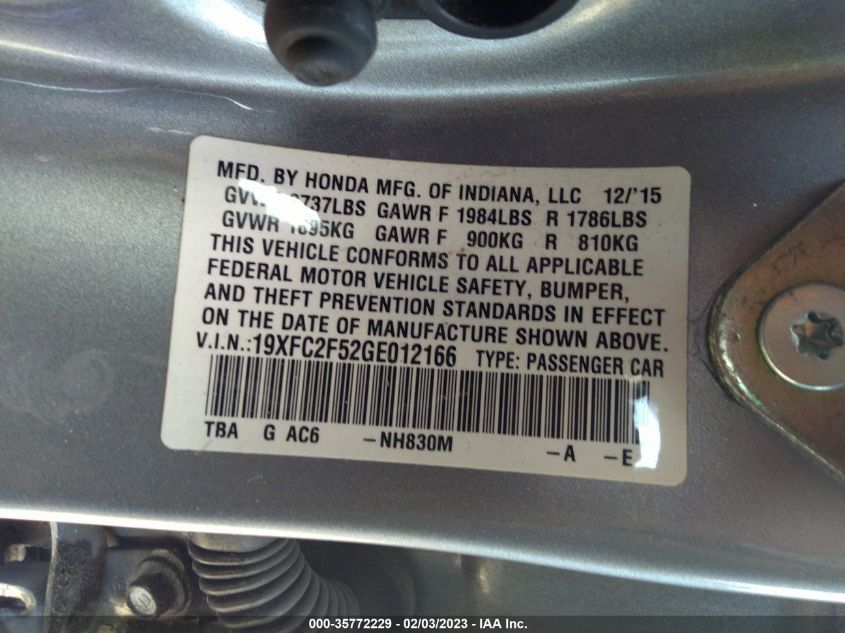 MFD. BY HONDA MFG. OF INDIANA, LLC 12/'15
GAWR F 1984LBS R 1786LBS
GVWR GAWR F 900KG R 810KG
THIS VEHICLE CONFORMS TO ALL APPLICABLE
FEDERAL MOTOR VEHICLE SAFETY, BUMPER,
AND THEFT PREVENTION STANDARDS IN EFFECT
ON THE DATE OF MANUFACTURE SHOWN ABOVE.
V.I.N.:19XFC2F52GE012166 TYPE: PASSENGER CAR
TBA G AC6 –NH830M –A –E
000-35772229 - 02/03/2023 - IAA Inc.